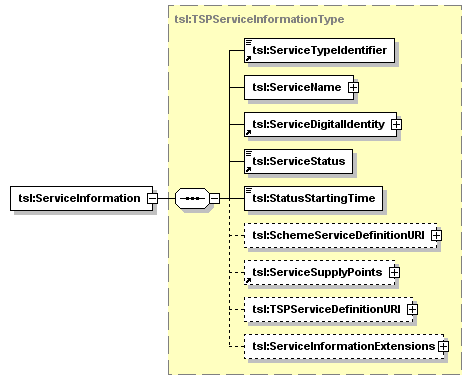 tsl:TSPServiceInformationType
tsl:ServiceTypeIdentifier
tsl:ServiceName
tsl:ServiceDigitalIdentity
tsl:ServiceStatus
tsl:ServiceInformation
tsl:StatusStartingTime
tsl:SchemeServiceDefinitionURI
tsl:ServiceSupplyPoints
tsl:TSPServiceDefinitionURI
tsl:ServiceInformationExtensions